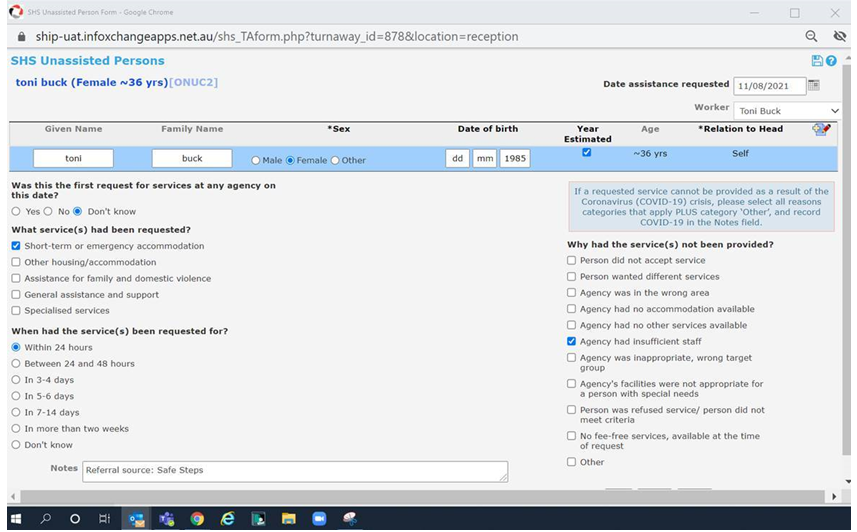 SHS Unassisted Person Form - Google Chrome
ship-uat.infoxchangeapps.net.au/shs_TAform.php?turnaway_id=878&location=reception
SHS Unassisted Persons
toni buck (Female ~36 yrs)[ONUC2]
Date assistance requested 11/08/2021
Worker Toni Buck
Given Name Family Name *Sex Date of birth Year Estimated Age *Relation to Head
toni buck Male Female Other dd mm 1985 ~36 yrs Self
Was this the first request for services at any agency on
this date?
Yes No Don't know
What service(s) had been requested?
Short-term or emergency accommodation
Other housing/accommodation
Assistance for family and domestic violence
General assistance and support
Specialised services
When had the service(s) been requested for?
Within 24 hours
Between 24 and 48 hours
In 3-4 days
In 5-6 days
In 7-14 days
In more than two weeks
Don't know
If a requested service cannot be provided as a result of the
Coronavirus (COVID-19) crisis, please select all reasons
categories that apply PLUS category 'Other', and record
COVID-19 in the Notes field.
Why had the service(s) not been provided?
Person did not accept service
Person wanted different services
Agency was in the wrong area
Agency had no accommodation available
Agency had no other services available
Agency had insufficient staff
Agency was inappropriate, wrong target
group
Agency's facilities were not appropriate for
a person with special needs
Person was refused service/ person did not
meet criteria
No fee-free services, available at the time
of request
Other
Notes Referral source: Safe Steps